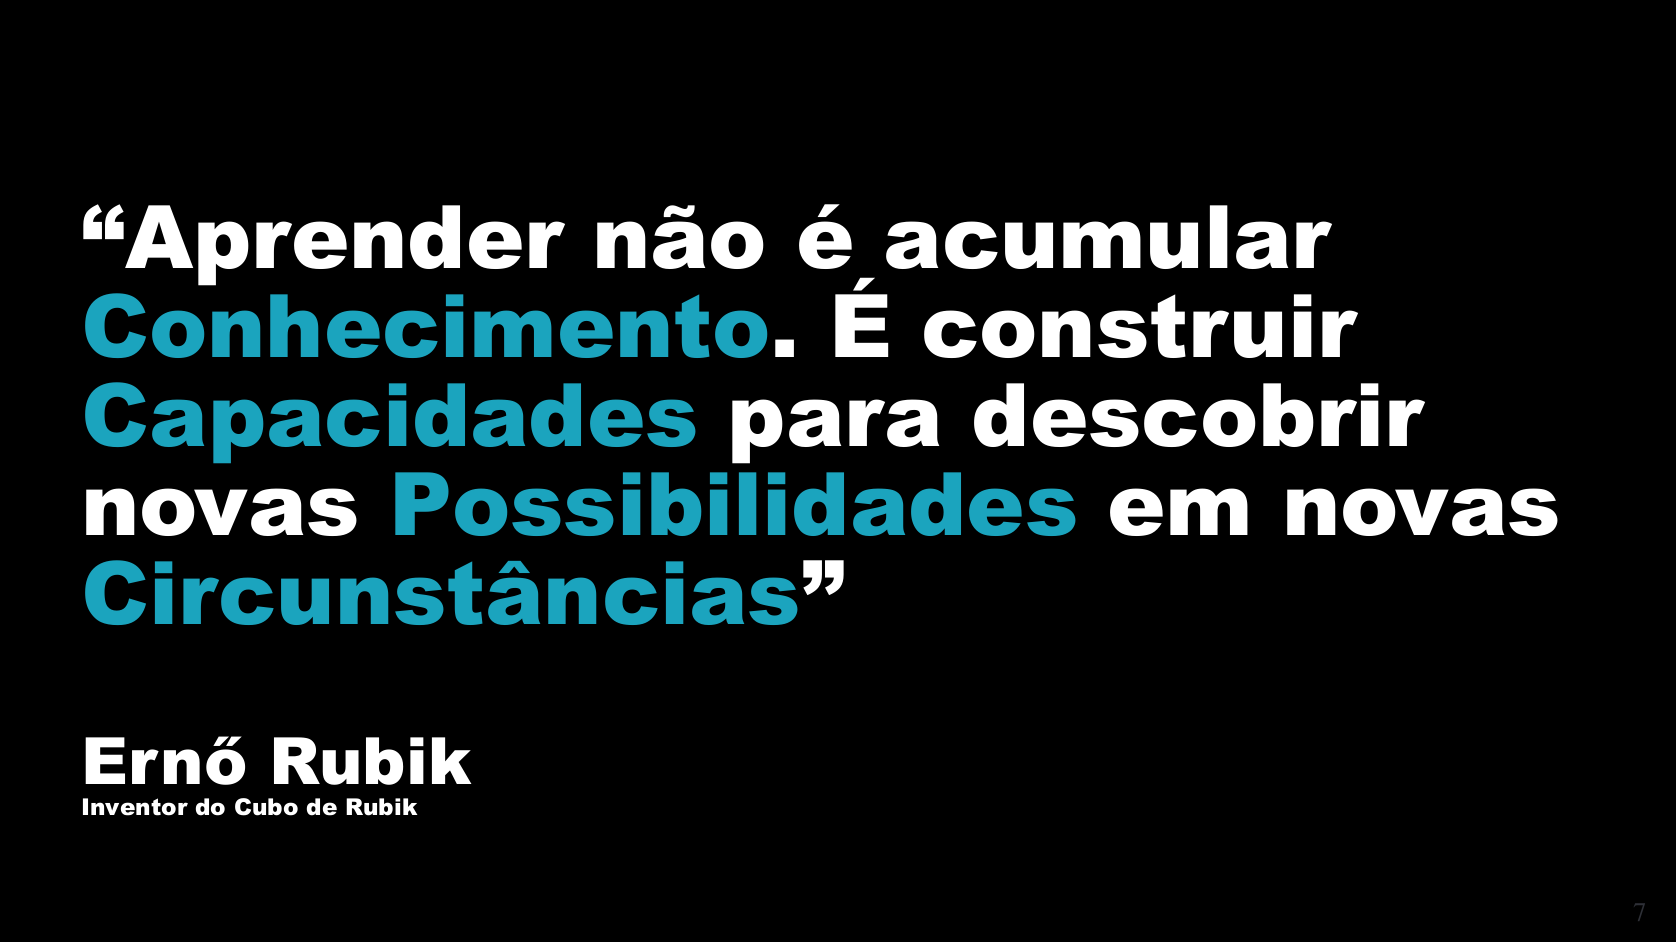 “Aprender não é acumular
Conhecimento. É construir
Capacidades para descobrir
novas Possibilidades em novas
Circunstâncias”
Ernő Rubik
Inventor do Cubo de Rubik
7